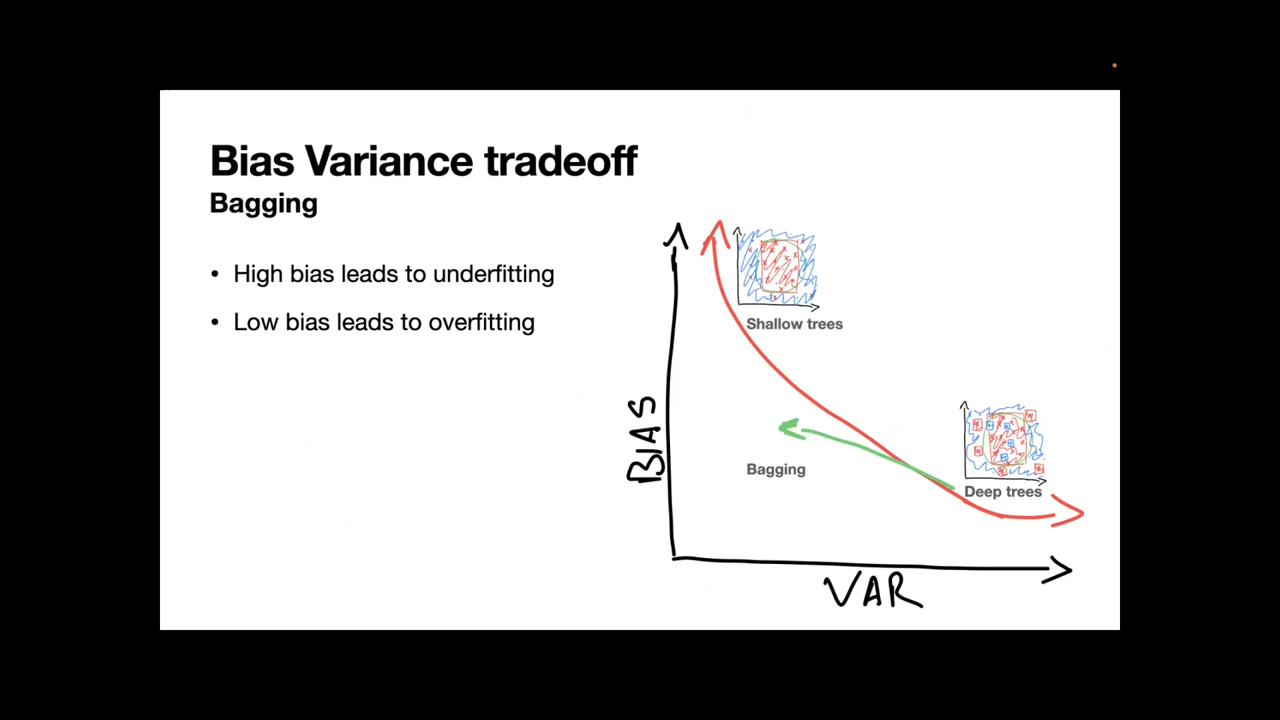 Bias Variance tradeoff
Bagging
• High bias leads to underfitting
• Low bias leads to overfitting
Shallow trees
BIAS
Bagging
Deep trees
VAR